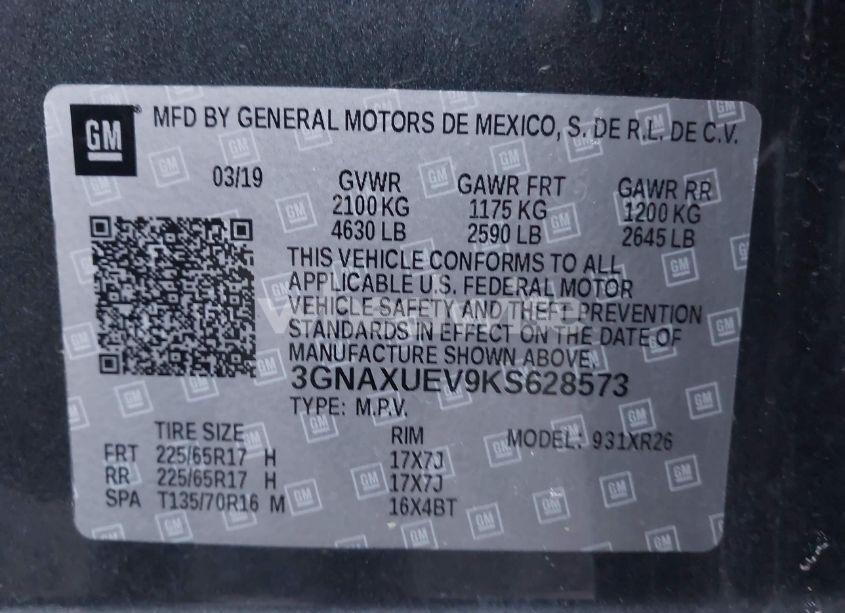 GM
MFD BY GENERAL MOTORS DE MEXICO, S. DE R.L. DE C.V.
03/19 GVWR GAWR FRT GAWR RR
2100 KG 1175 KG 1200 KG
4630 LB 2590 LB 2645 LB
THIS VEHICLE CONFORMS TO ALL
APPLICABLE U.S. FEDERAL MOTOR
VEHICLE SAFETY AND THEFT PREVENTION
STANDARDS IN EFFECT ON THE DATE OF
MANUFACTURE SHOWN ABOVE.
3GNAXUEV9KS628573
TYPE: M.P.V.
TIRE SIZE RIM MODEL: 931XR26
FRT 225/65R17 H 17X7J
RR 225/65R17 H 17X7J
SPA T135/70R16 M 16X4BT